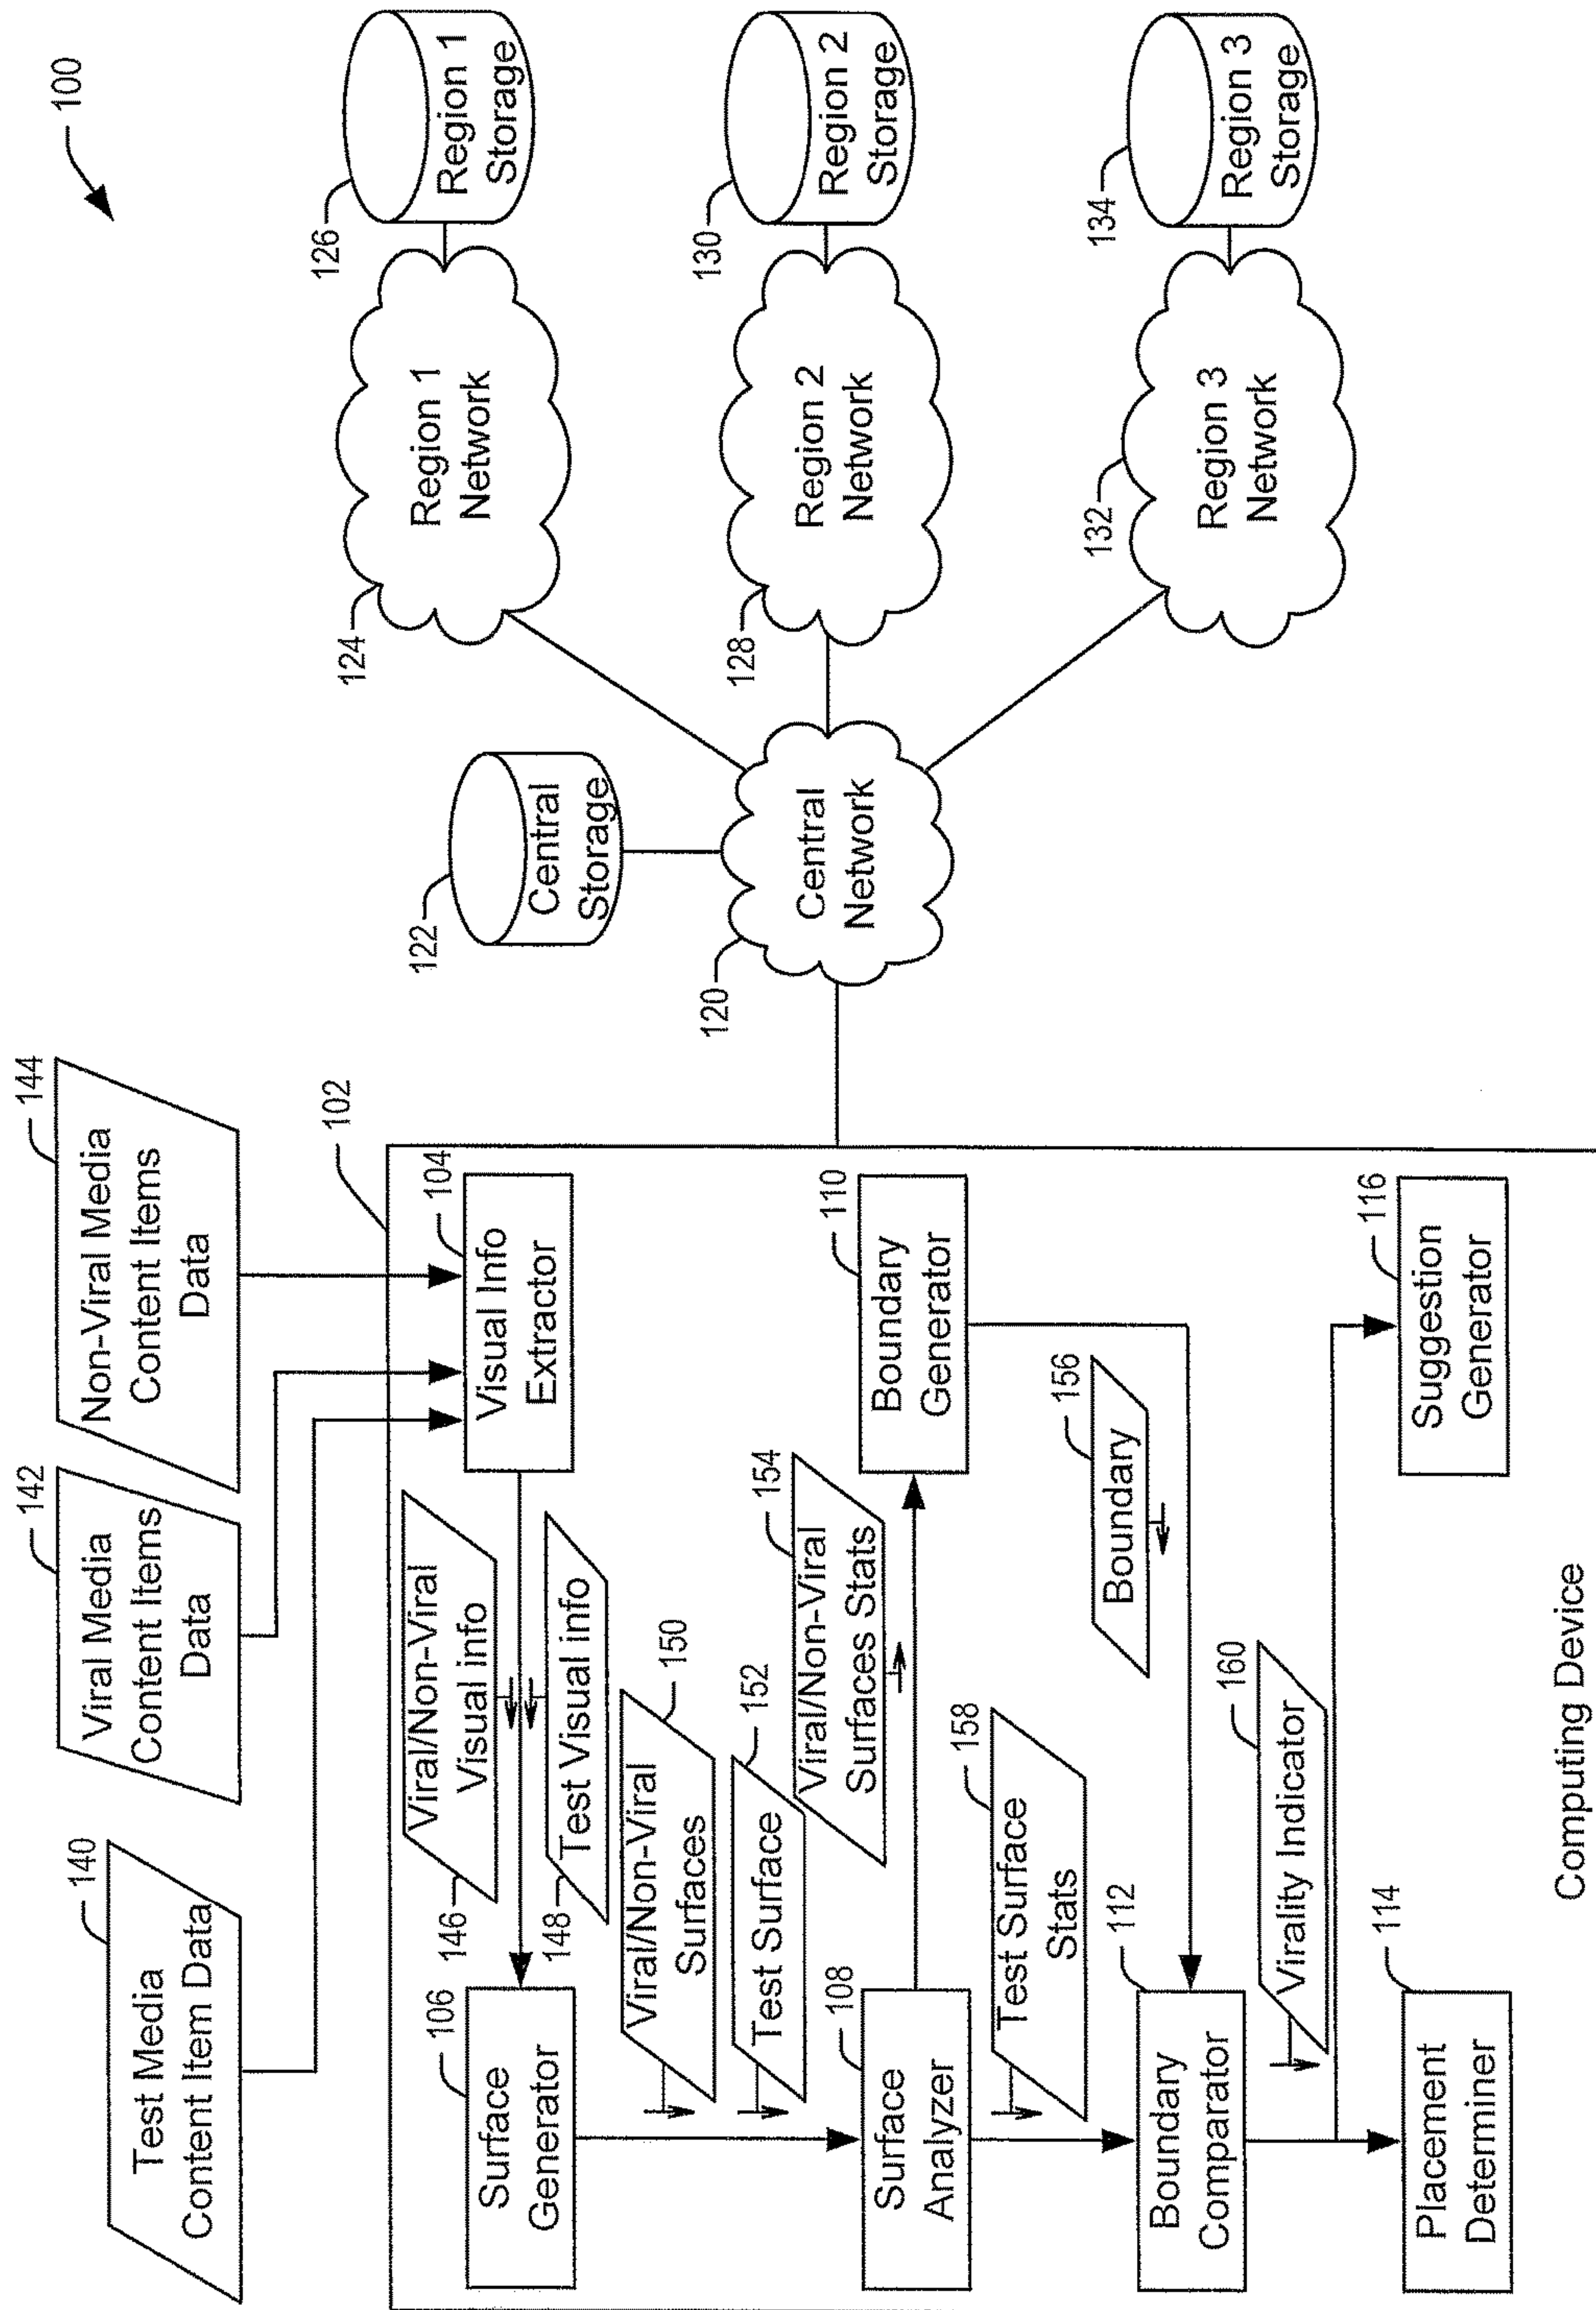 100
140
Test Media
Content Item Data
142
Viral Media
Content Items
Data
144
Non-Viral Media
Content Items
Data
102
104
Visual Info
Extractor
Viral/Non-Viral
Visual info
146
Test Visual info
148
106
Surface
Generator
Viral/Non-Viral
Surfaces
150
Test Surface
152
108
Surface
Analyzer
Viral/Non-Viral
Surfaces Stats
154
110
Boundary
Generator
Boundary
156
Test Surface
Stats
158
112
Boundary
Comparator
Virality Indicator
160
114
Placement
Determiner
116
Suggestion
Generator
Computing Device
122
Central
Storage
120
Central
Network
124
Region 1
Network
126
Region 1
Storage
128
Region 2
Network
130
Region 2
Storage
132
Region 3
Network
134
Region 3
Storage